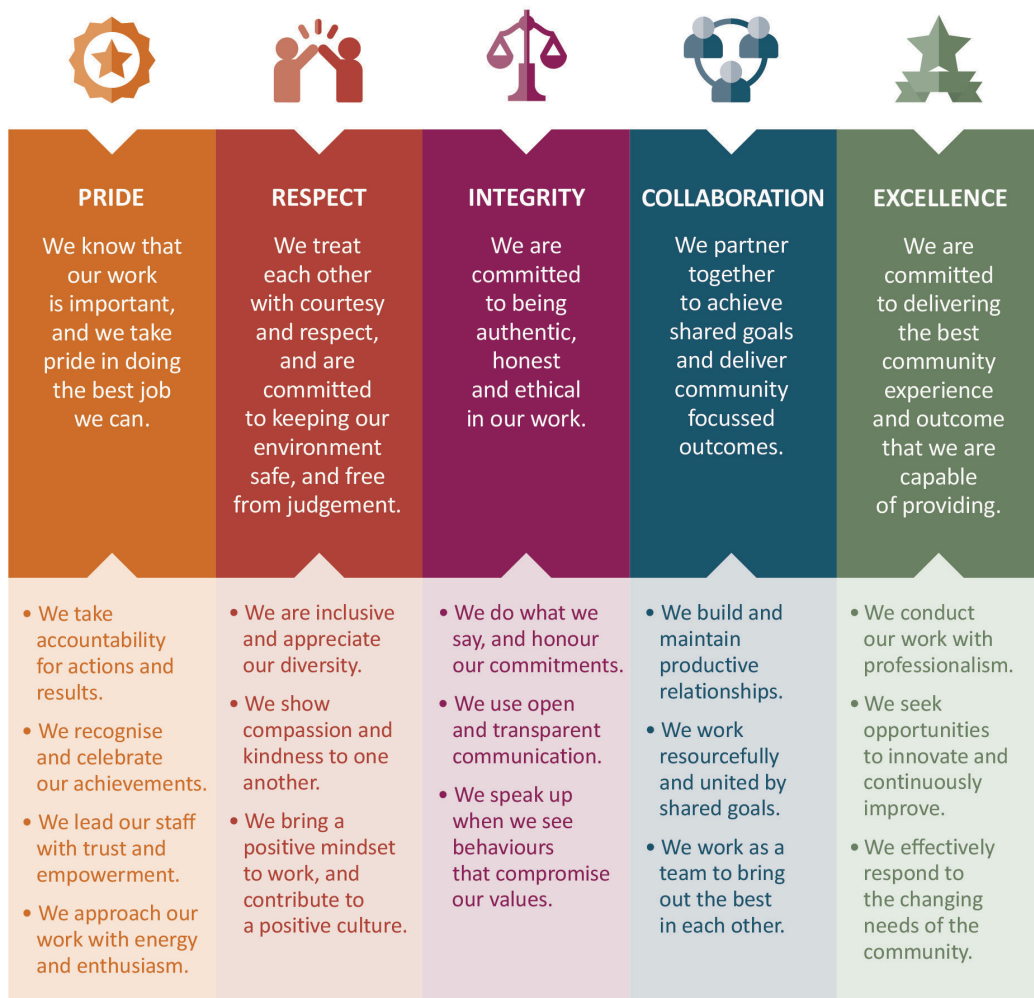 PRIDE
We know that
our work
is important,
and we take
pride in doing
the best job
we can.
• We take
accountability
for actions and
results.
• We recognise
and celebrate
our achievements.
• We lead our staff
with trust and
empowerment.
• We approach our
work with energy
and enthusiasm.
RESPECT
We treat
each other
with courtesy
and respect,
and are
committed
to keeping our
environment
safe, and free
from judgement.
• We are inclusive
and appreciate
our diversity.
• We show
compassion and
kindness to one
another.
• We bring a
positive mindset
to work, and
contribute to
a positive culture.
INTEGRITY
We are
committed
to being
authentic,
honest
and ethical
in our work.
• We do what we
say, and honour
our commitments.
• We use open
and transparent
communication.
• We speak up
when we see
behaviours
that compromise
our values.
COLLABORATION
We partner
together
to achieve
shared goals
and deliver
community
focussed
outcomes.
• We build and
maintain
productive
relationships.
• We work
resourcefully
and united by
shared goals.
• We work as a
team to bring
out the best
in each other.
EXCELLENCE
We are
committed
to delivering
the best
community
experience
and outcome
that we are
capable
of providing.
• We conduct
our work with
professionalism.
• We seek
opportunities
to innovate and
continuously
improve.
• We effectively
respond to
the changing
needs of the
community.